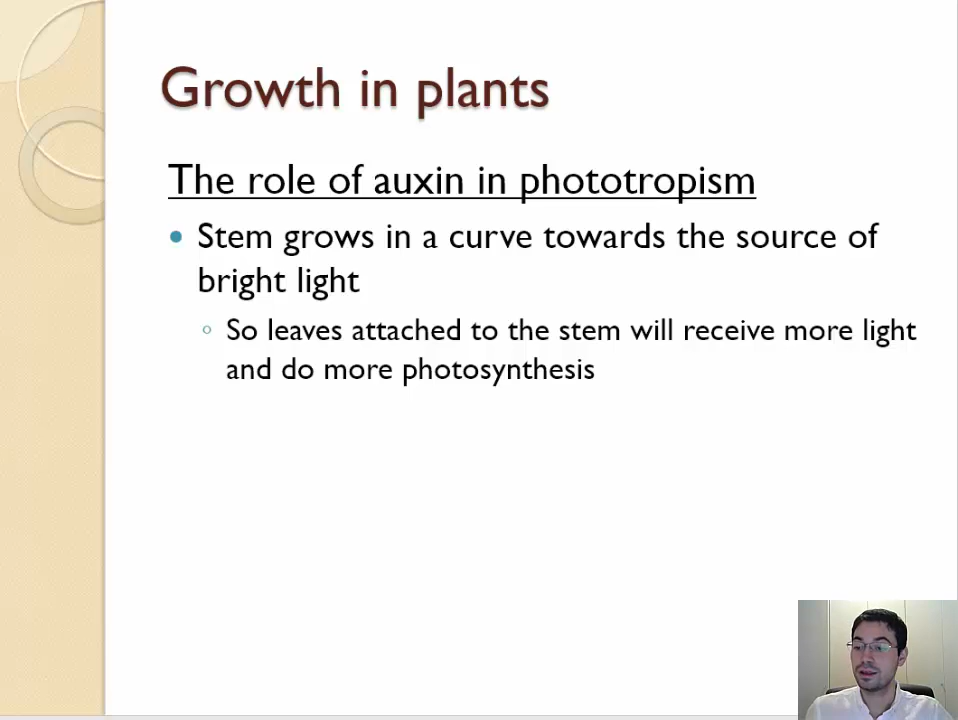 Growth in plants
The role of auxin in phototropism
• Stem grows in a curve towards the source of
bright light
◦ So leaves attached to the stem will receive more light
and do more photosynthesis